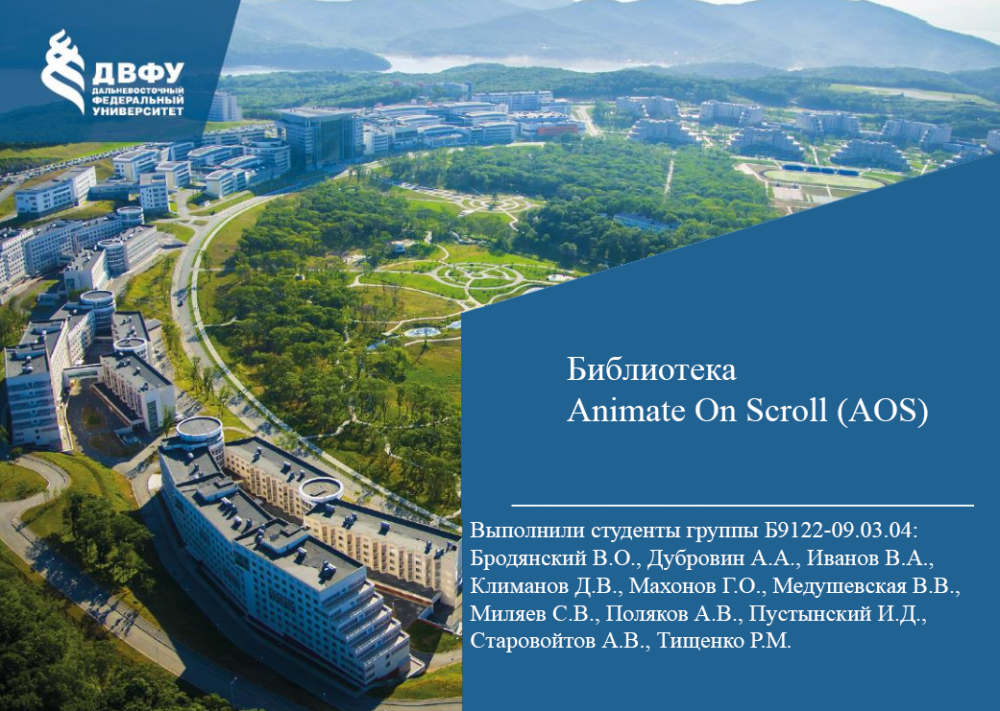 ДВФУ
ДАЛЬНЕВОСТОЧНЫЙ
ФЕДЕРАЛЬНЫЙ
УНИВЕРСИТЕТ
Библиотека
Animate On Scroll (AOS)
Выполнили студенты группы Б9122-09.03.04:
Бродянский В.О., Дубровин А.А., Иванов В.А.,
Климанов Д.В., Махонов Г.О., Медушевская В.В.,
Миляев С.В., Поляков А.В., Пустынский И.Д.,
Старовойтов А.В., Тищенко Р.М.